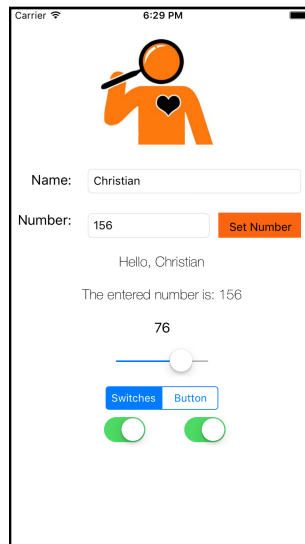 Carrier 6:29 PM
Name: Christian
Number: 156 Set Number
Hello, Christian
The entered number is: 156
76
Switches Button